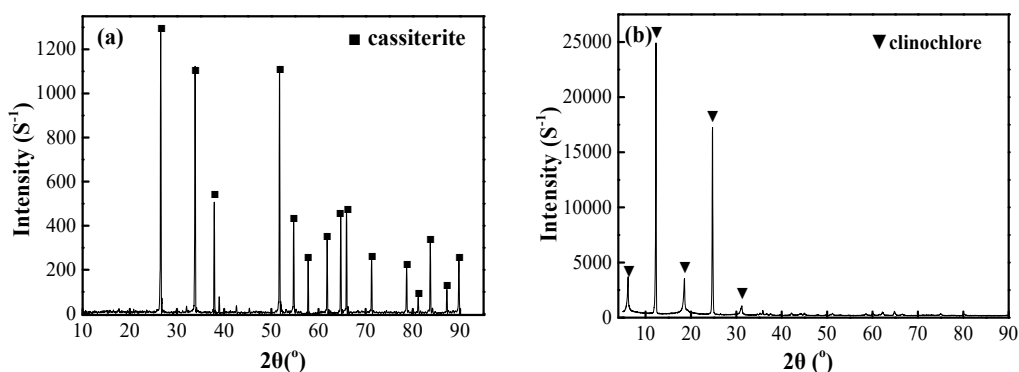 (a)
■ cassiterite
1200
1000
800
600
400
200
0
10 20 30 40 50 60 70 80 90
2θ(°)
Intensity (S⁻¹)
(b)
▼ clinochlore
25000
20000
15000
10000
5000
0
10 20 30 40 50 60 70 80 90
2θ (°)
Intensity (S⁻¹)